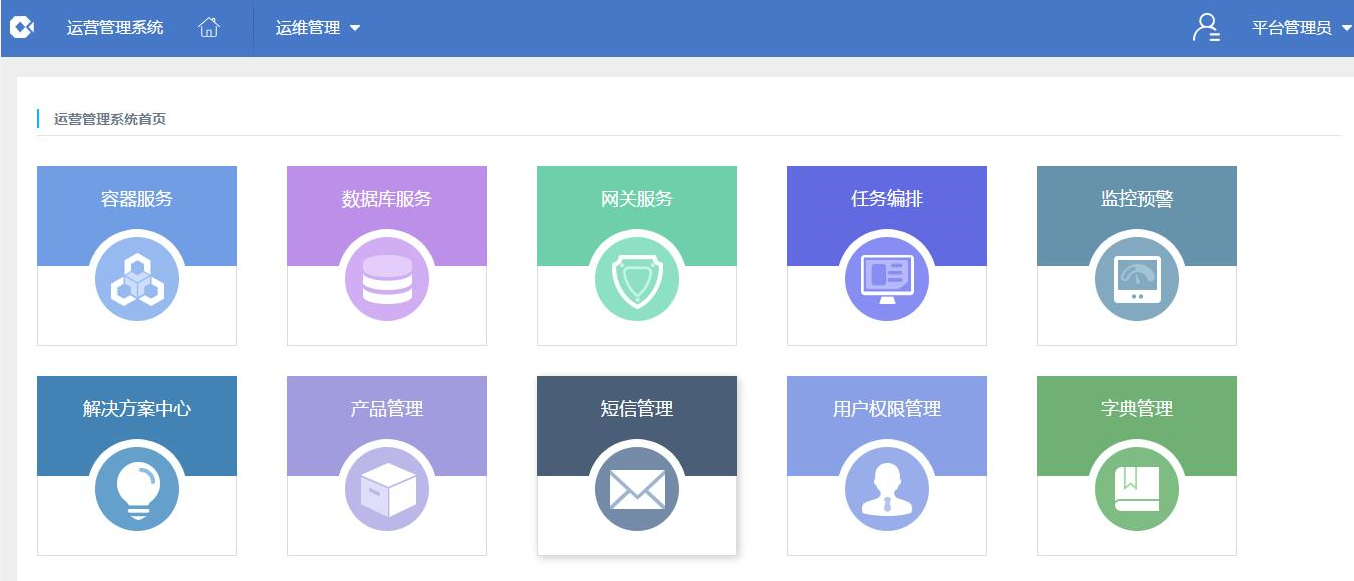 运营管理系统 运维管理 平台管理员
运营管理系统首页
容器服务 数据库服务 网关服务 任务编排 监控预警
解决方案中心 产品管理 短信管理 用户权限管理 字典管理